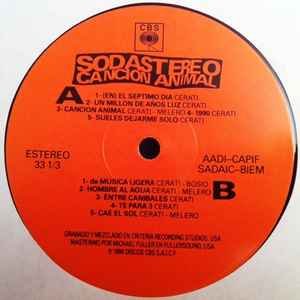 CBS
SODA STEREO
CANCION ANIMAL
A
1- (EN) EL SEPTIMO DIA CERATI
2- UN MILLON DE AÑOS LUZ CERATI
3- CANCION ANIMAL CERATI - MELERO 4- 1990 CERATI
5- SUELES DEJARME SOLO CERATI
ESTEREO
33 1/3
AADI-CAPIF
SADAIC-BIEM
1- de MUSICA LIGERA CERATI - BOSIO
2- HOMBRE AL AGUA CERATI - MELERO
3- ENTRE CANIBALES CERATI
4- TE PARA 3 CERATI
5- CAE EL SOL CERATI - MELERO
B
GRABADO Y MEZCLADO EN CRITERIA RECORDING STUDIOS, USA
MASTERING POR MICHAEL FULLER EN FULLERSOUND, USA
1990 DISCOS CBS S.A.I.C.F.